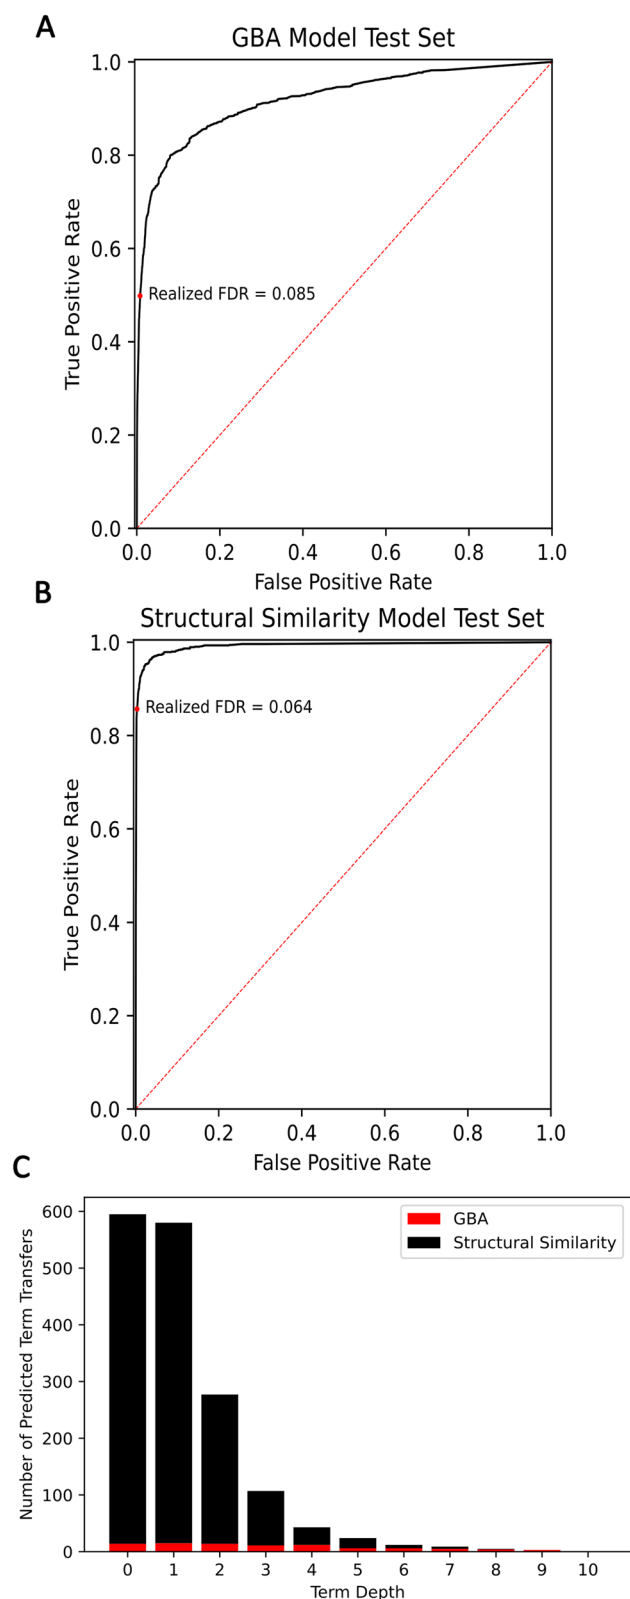 A
GBA Model Test Set
1.0
0.8
0.6
0.4
0.2
0.0
True Positive Rate
Realized FDR = 0.085
0.0 0.2 0.4 0.6 0.8 1.0
False Positive Rate
B
Structural Similarity Model Test Set
1.0
0.8
0.6
0.4
0.2
0.0
True Positive Rate
Realized FDR = 0.064
0.0 0.2 0.4 0.6 0.8 1.0
False Positive Rate
C
600
500
400
300
200
100
0
Number of Predicted Term Transfers
GBA
Structural Similarity
0 1 2 3 4 5 6 7 8 9 10
Term Depth